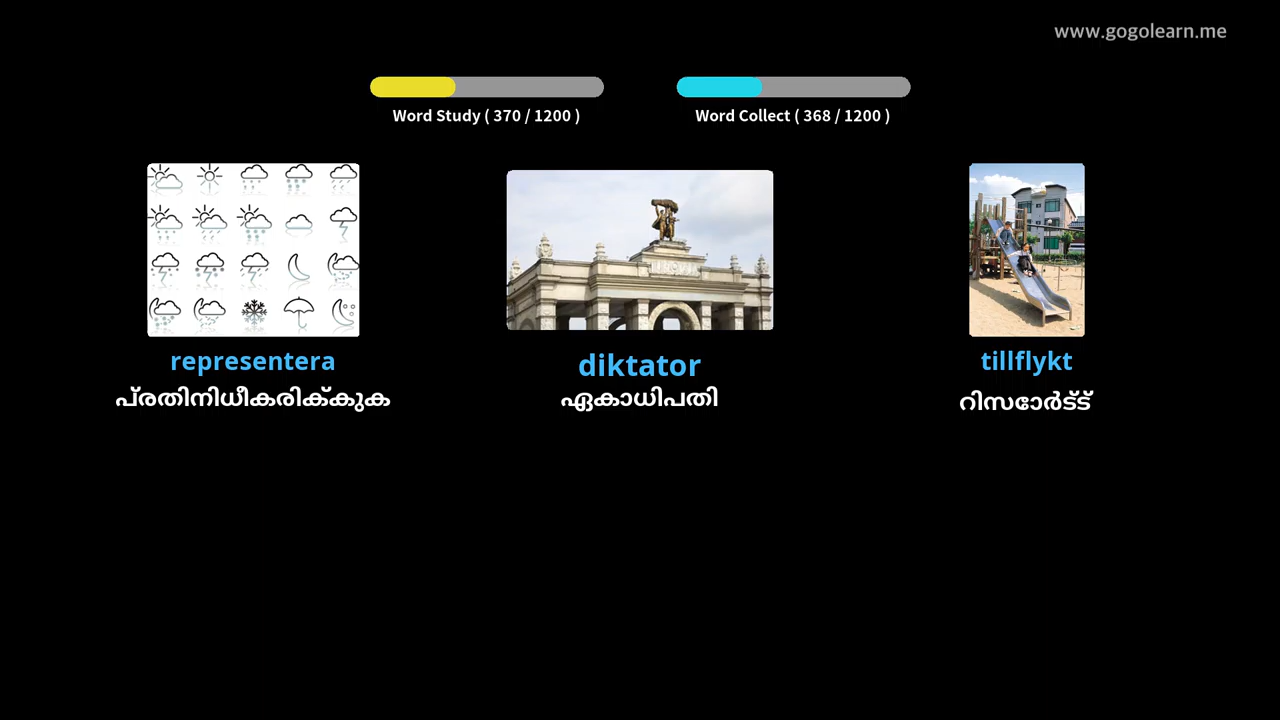 www.gogolearn.me
Word Study ( 370 / 1200 )
Word Collect ( 368 / 1200 )
representera
diktator
tillflykt
പ്രതിനിധീകരിക്കുക
ഏകാധിപതി
റിസോർട്ട്